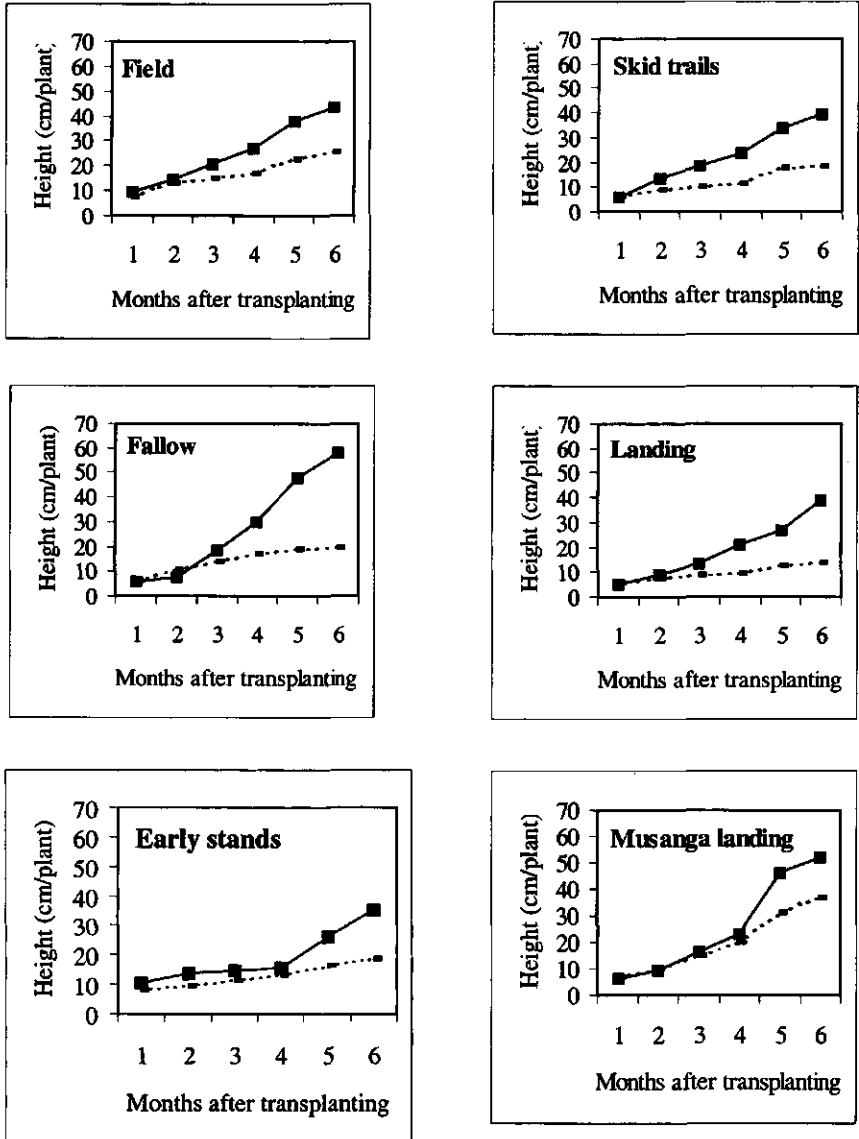 Field
Height (cm/plant)
70
60
50
40
30
20
10
0
1 2 3 4 5 6
Months after transplanting
Skid trails
Height (cm/plant)
70
60
50
40
30
20
10
0
1 2 3 4 5 6
Months after transplanting
Fallow
Height (cm/plant)
70
60
50
40
30
20
10
0
1 2 3 4 5 6
Months after transplanting
Landing
Height (cm/plant)
70
60
50
40
30
20
10
0
1 2 3 4 5 6
Months after transplanting
Early stands
Height (cm/plant)
70
60
50
40
30
20
10
0
1 2 3 4 5 6
Months after transplanting
Musanga landing
Height (cm/plant)
70
60
50
40
30
20
10
0
1 2 3 4 5 6
Months after transplanting